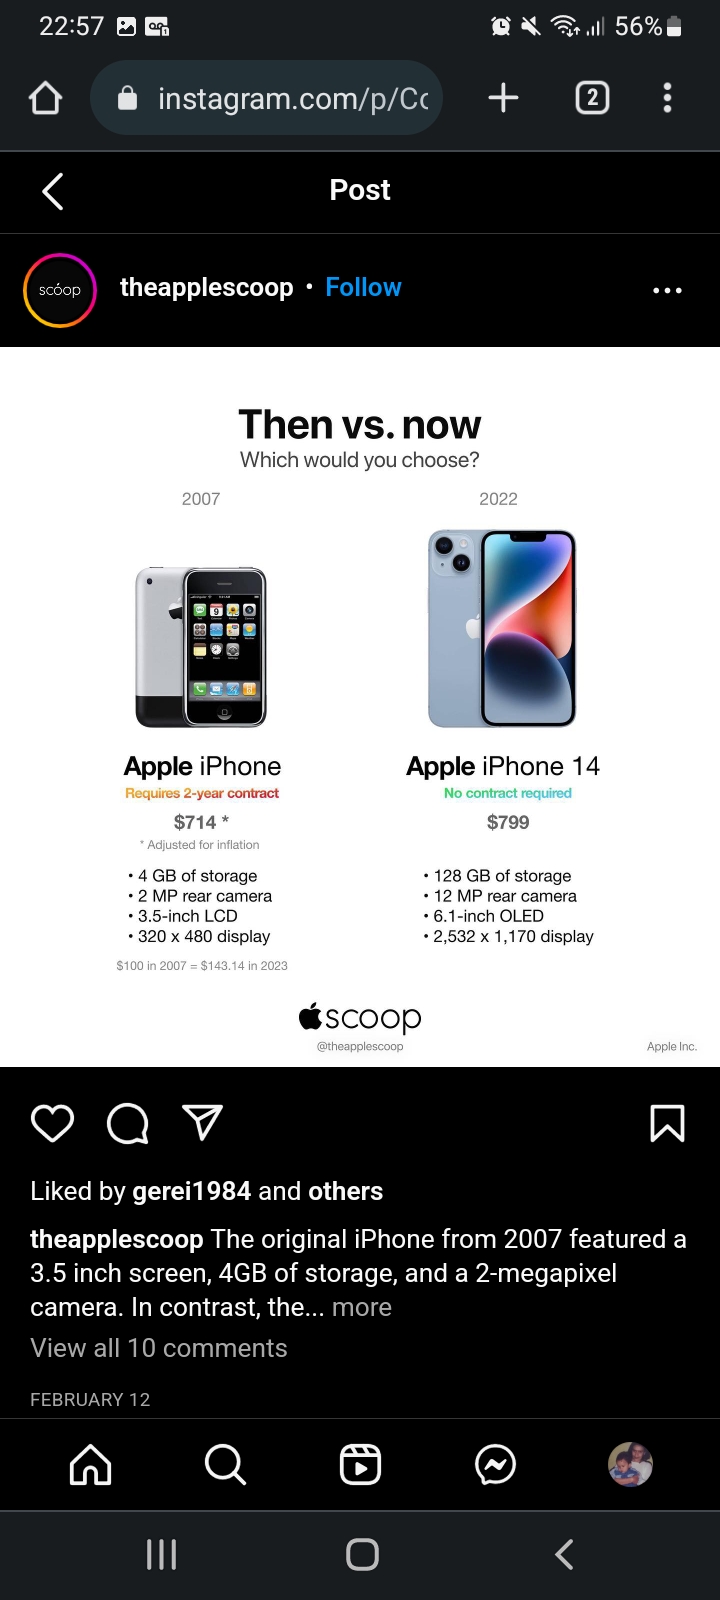 22:57
56%
instagram.com/p/Cc
2
Post
scóop
theapplescoop • Follow
Then vs. now
Which would you choose?
2007
2022
Apple iPhone
Requires 2-year contract
$714 *
* Adjusted for inflation
• 4 GB of storage
• 2 MP rear camera
• 3.5-inch LCD
• 320 x 480 display
$100 in 2007 = $143.14 in 2023
Apple iPhone 14
No contract required
$799
• 128 GB of storage
• 12 MP rear camera
• 6.1-inch OLED
• 2,532 x 1,170 display
scoop
@theapplescoop
Apple Inc.
Liked by gerei1984 and others
theapplescoop The original iPhone from 2007 featured a
3.5 inch screen, 4GB of storage, and a 2-megapixel
camera. In contrast, the... more
View all 10 comments
FEBRUARY 12